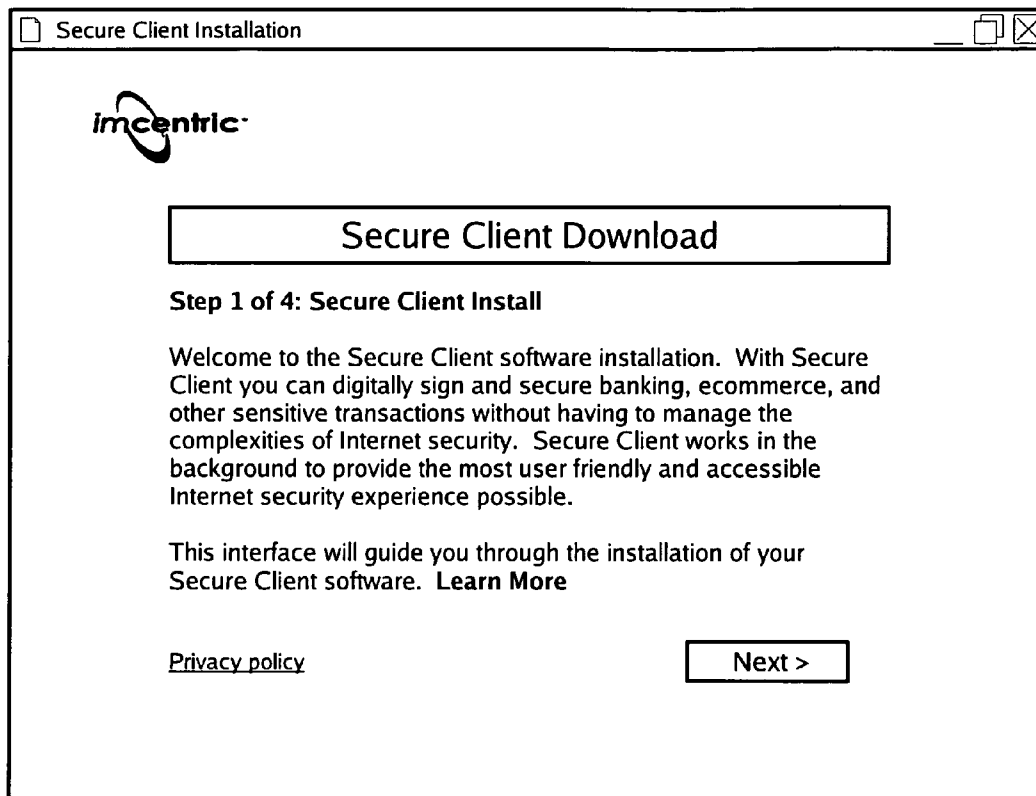 Secure Client Installation
imcentric
Secure Client Download
Step 1 of 4: Secure Client Install
Welcome to the Secure Client software installation. With Secure
Client you can digitally sign and secure banking, ecommerce, and
other sensitive transactions without having to manage the
complexities of Internet security. Secure Client works in the
background to provide the most user friendly and accessible
Internet security experience possible.
This interface will guide you through the installation of your
Secure Client software. Learn More
Privacy policy
Next >